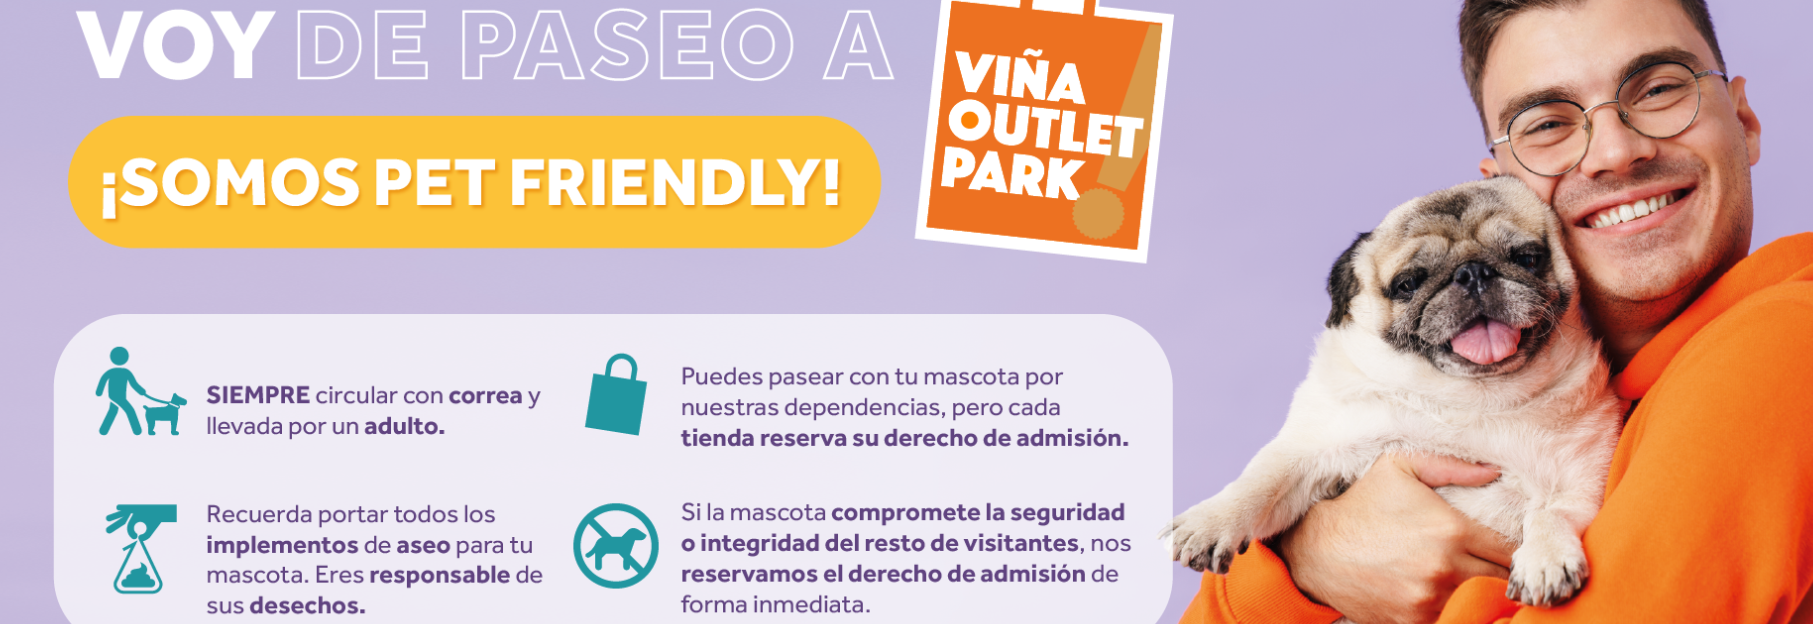 VOY DE PASEO A
VIÑA
OUTLET
PARK!
¡SOMOS PET FRIENDLY!
SIEMPRE circular con correa y
llevada por un adulto.
Puedes pasear con tu mascota por
nuestras dependencias, pero cada
tienda reserva su derecho de admisión.
Recuerda portar todos los
implementos de aseo para tu
mascota. Eres responsable de
sus desechos.
Si la mascota compromete la seguridad
o integridad del resto de visitantes, nos
reservamos el derecho de admisión de
forma inmediata.